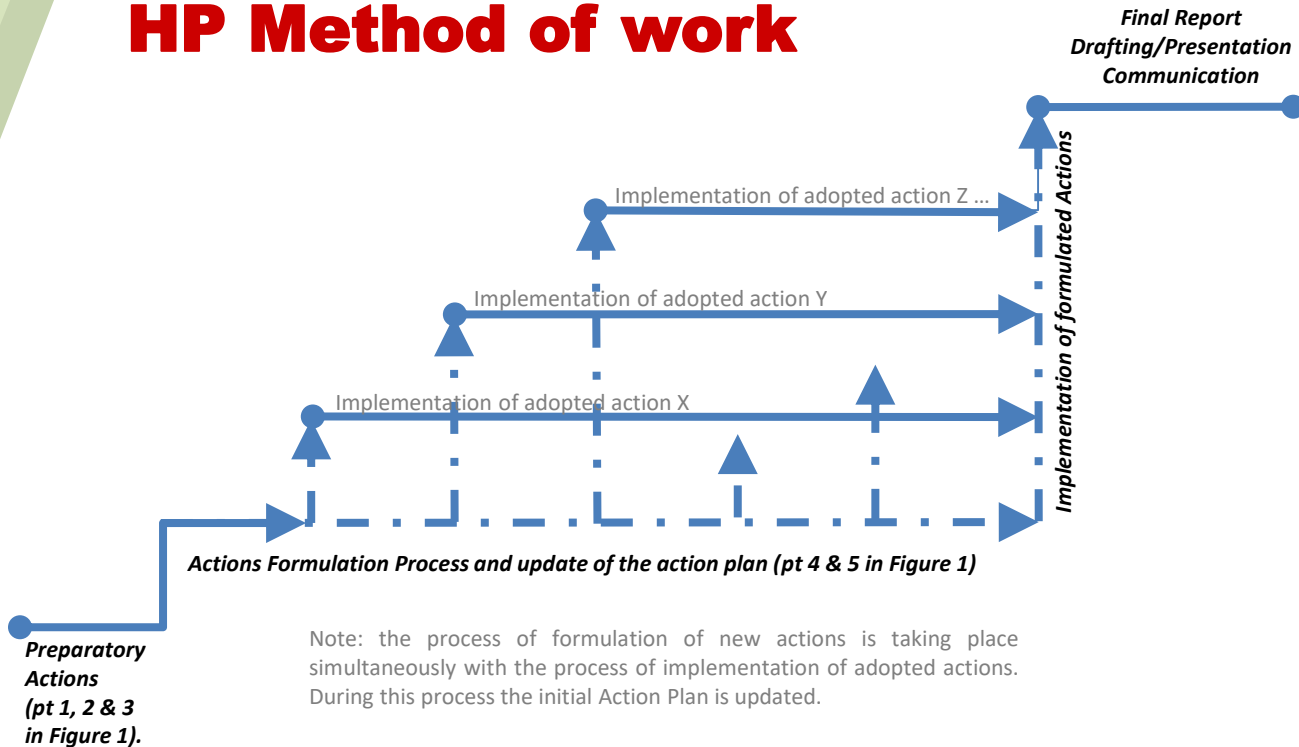 HP Method of work
Final Report
Drafting/Presentation
Communication
Implementation of adopted action Z ...
Implementation of adopted action Y
Implementation of adopted action X
Implementation of formulated Actions
Actions Formulation Process and update of the action plan (pt 4 & 5 in Figure 1)
Preparatory
Actions
(pt 1, 2 & 3
in Figure 1).
Note: the process of formulation of new actions is taking place
simultaneously with the process of implementation of adopted actions.
During this process the initial Action Plan is updated.